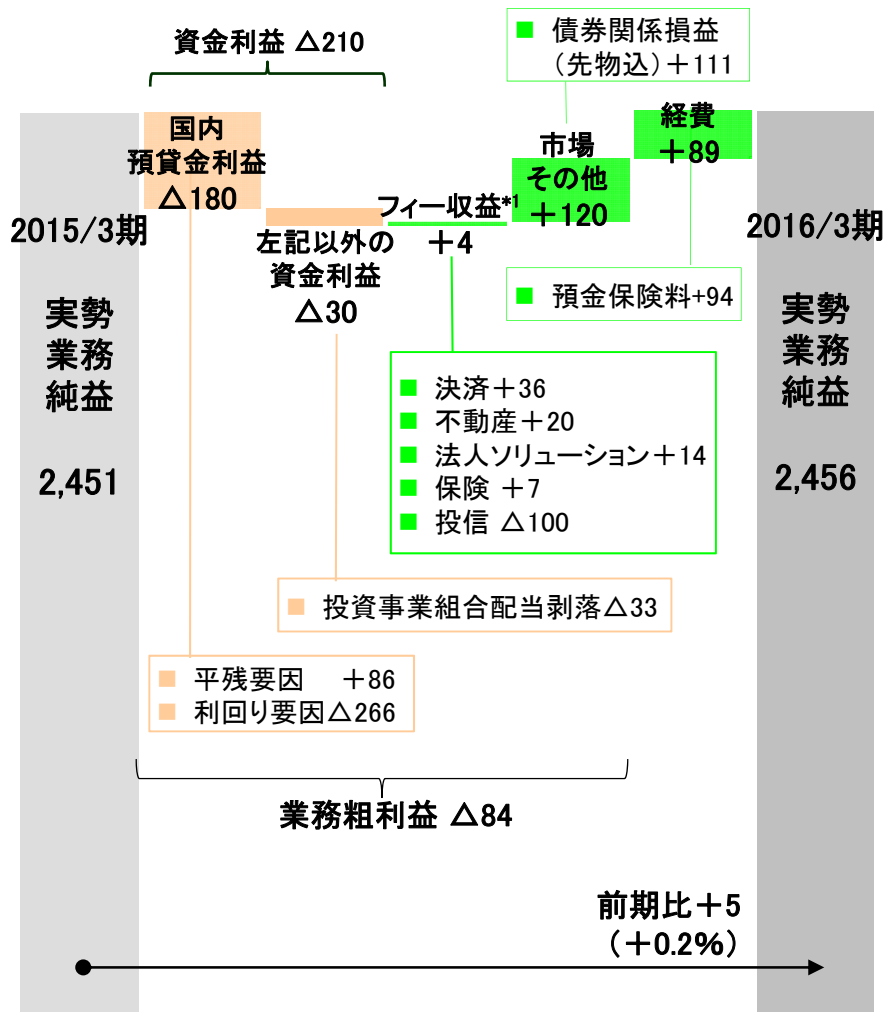 資金利益 △210
■ 債券関係損益
（先物込）＋111
国内
預貸金利益
△180
市場
その他
＋120
経費
＋89
2015/3期
実勢
業務
純益
2,451
左記以外の
資金利益
△30
フィー収益*1
＋4
2016/3期
実勢
業務
純益
2,456
■ 預金保険料+94
■ 決済＋36
■ 不動産＋20
■ 法人ソリューション＋14
■ 保険 ＋7
■ 投信 △100
■ 投資事業組合配当剥落△33
■ 平残要因 ＋86
■ 利回り要因△266
業務粗利益 △84
前期比＋5
（＋0.2%）